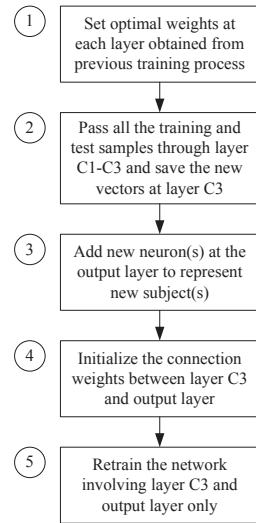 1
Set optimal weights at
each layer obtained from
previous training process
2
Pass all the training and
test samples through layer
C1-C3 and save the new
vectors at layer C3
3
Add new neuron(s) at the
output layer to represent
new subject(s)
4
Initialize the connection
weights between layer C3
and output layer
5
Retrain the network
involving layer C3 and
output layer only